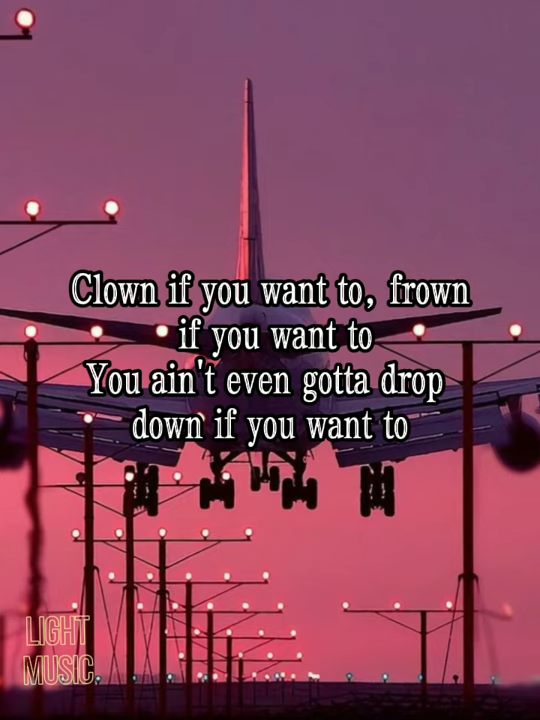 Clown if you want to, frown
if you want to
You ain't even gotta drop
down if you want to
LIGHT
MUSIC